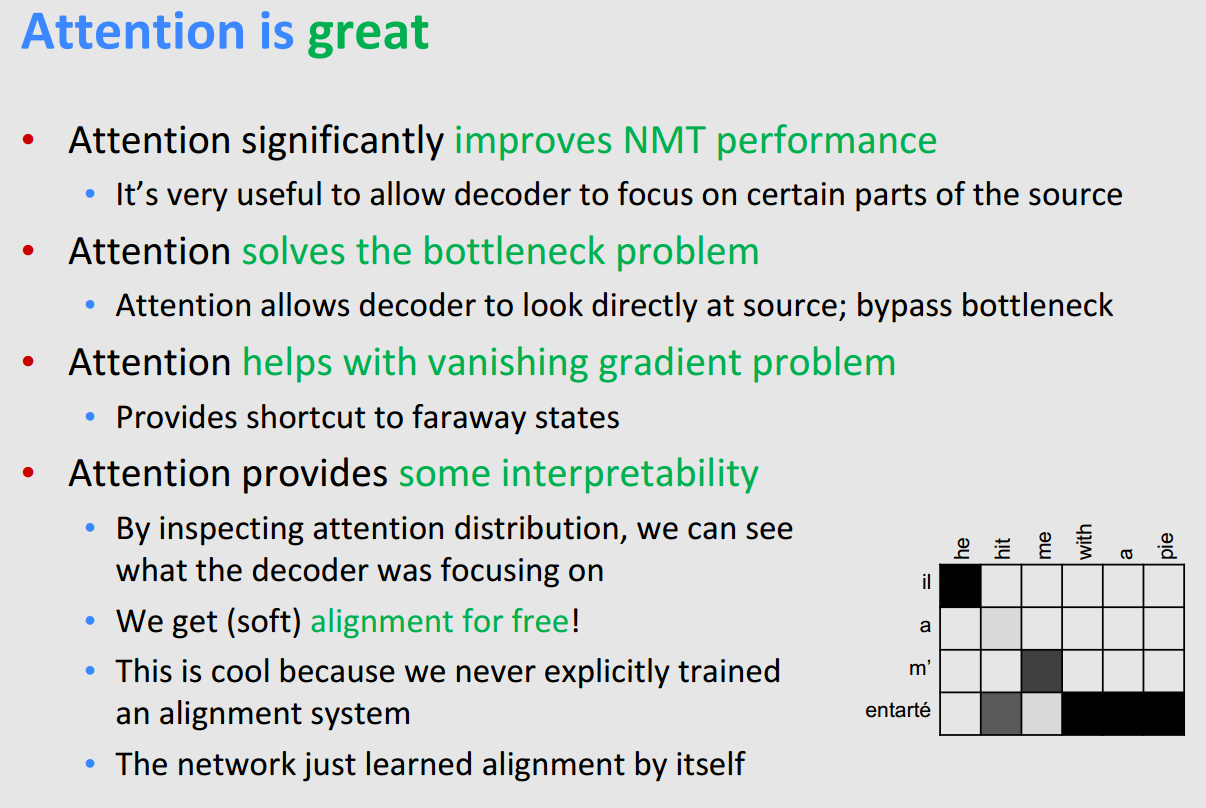 Attention is great
• Attention significantly improves NMT performance
• It’s very useful to allow decoder to focus on certain parts of the source
• Attention solves the bottleneck problem
• Attention allows decoder to look directly at source; bypass bottleneck
• Attention helps with vanishing gradient problem
• Provides shortcut to faraway states
• Attention provides some interpretability
• By inspecting attention distribution, we can see
what the decoder was focusing on
• We get (soft) alignment for free!
• This is cool because we never explicitly trained
an alignment system
• The network just learned alignment by itself
he hit me with a pie
il
a
m’
entarté